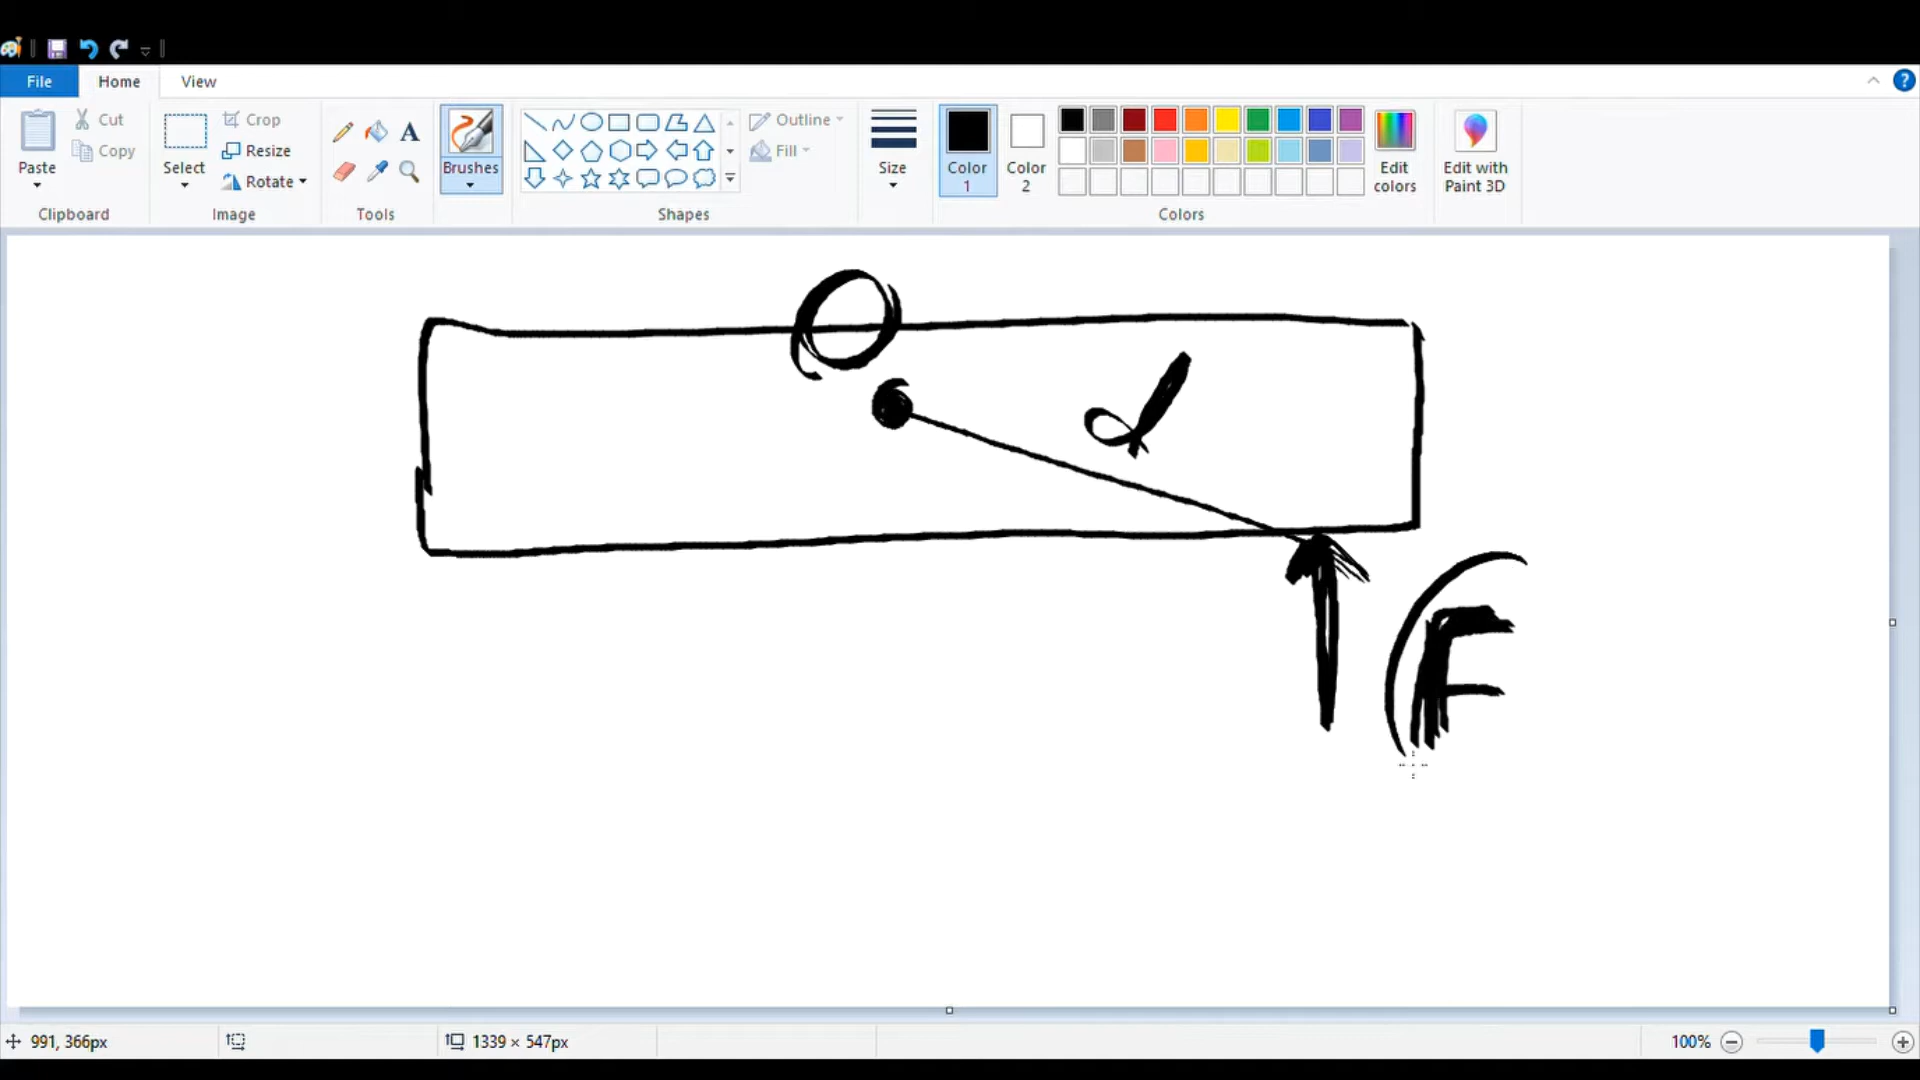 File Home View
Cut Crop Outline
Copy Resize Fill
Paste Select Rotate A Brushes Size Color 1 Color 2 Edit colors Edit with Paint 3D
Clipboard Image Tools Shapes Colors
O
d
F
991, 366px 1339 × 547px 100%